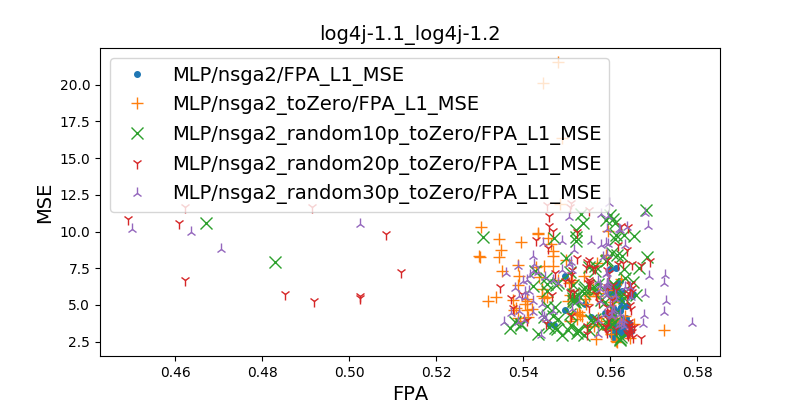 log4j-1.1_log4j-1.2
MLP/nsga2/FPA_L1_MSE
MLP/nsga2_toZero/FPA_L1_MSE
MLP/nsga2_random10p_toZero/FPA_L1_MSE
MLP/nsga2_random20p_toZero/FPA_L1_MSE
MLP/nsga2_random30p_toZero/FPA_L1_MSE
MSE
20.0
17.5
15.0
12.5
10.0
7.5
5.0
2.5
0.46 0.48 0.50 0.52 0.54 0.56 0.58
FPA